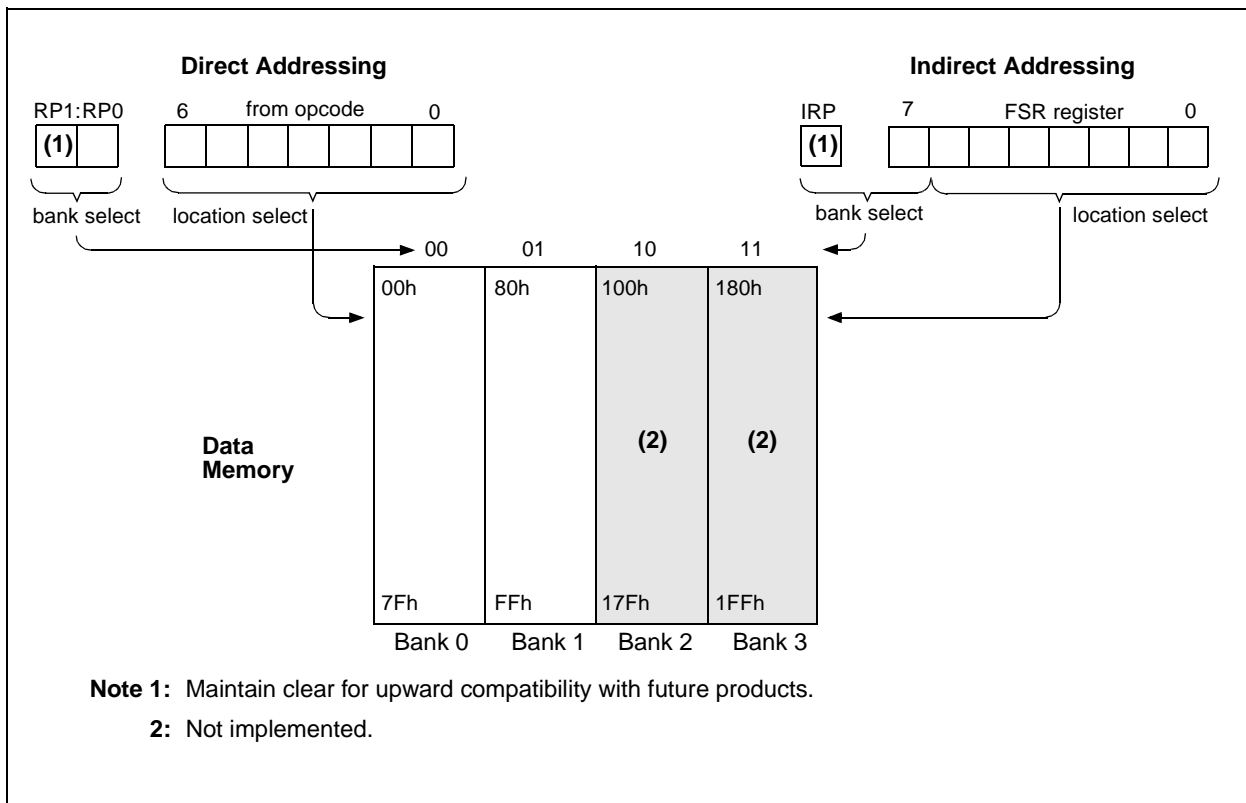 Direct Addressing
Indirect Addressing
RP1:RP0 6 from opcode 0
IRP 7 FSR register 0
(1)
(1)
bank select location select
bank select location select
00 01 10 11
00h 80h 100h 180h
Data
Memory
(2) (2)
7Fh FFh 17Fh 1FFh
Bank 0 Bank 1 Bank 2 Bank 3
Note 1: Maintain clear for upward compatibility with future products.
2: Not implemented.